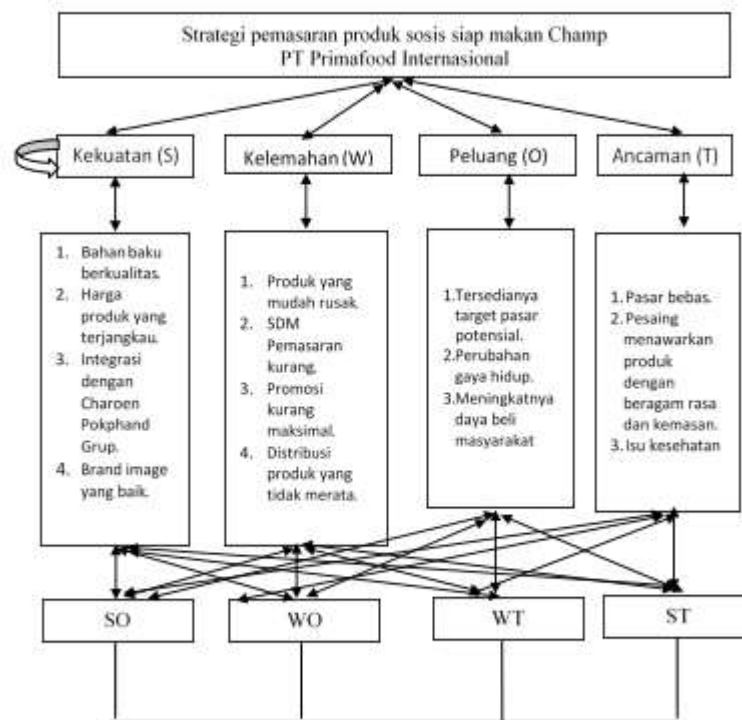 Strategi pemasaran produk sosis siap makan Champ
PT Primafood Internasional
Kekuatan (S)
Kelemahan (W)
Peluang (O)
Ancaman (T)
1. Bahan baku
berkualitas.
2. Harga
produk yang
terjangkau.
3. Integrasi
dengan
Charoen
Pokphand
Grup.
4. Brand image
yang baik.
1. Produk yang
mudah rusak.
2. SDM
Pemasaran
kurang.
3. Promosi
kurang
maksimal.
4. Distribusi
produk yang
tidak merata.
1.Tersedianya
target pasar
potensial.
2.Perubahan
gaya hidup.
3.Meningkatnya
daya beli
masyarakat
1. Pasar bebas.
2. Pesaing
menawarkan
produk
dengan
beragam rasa
dan kemasan.
3. Isu kesehatan
SO
WO
WT
ST